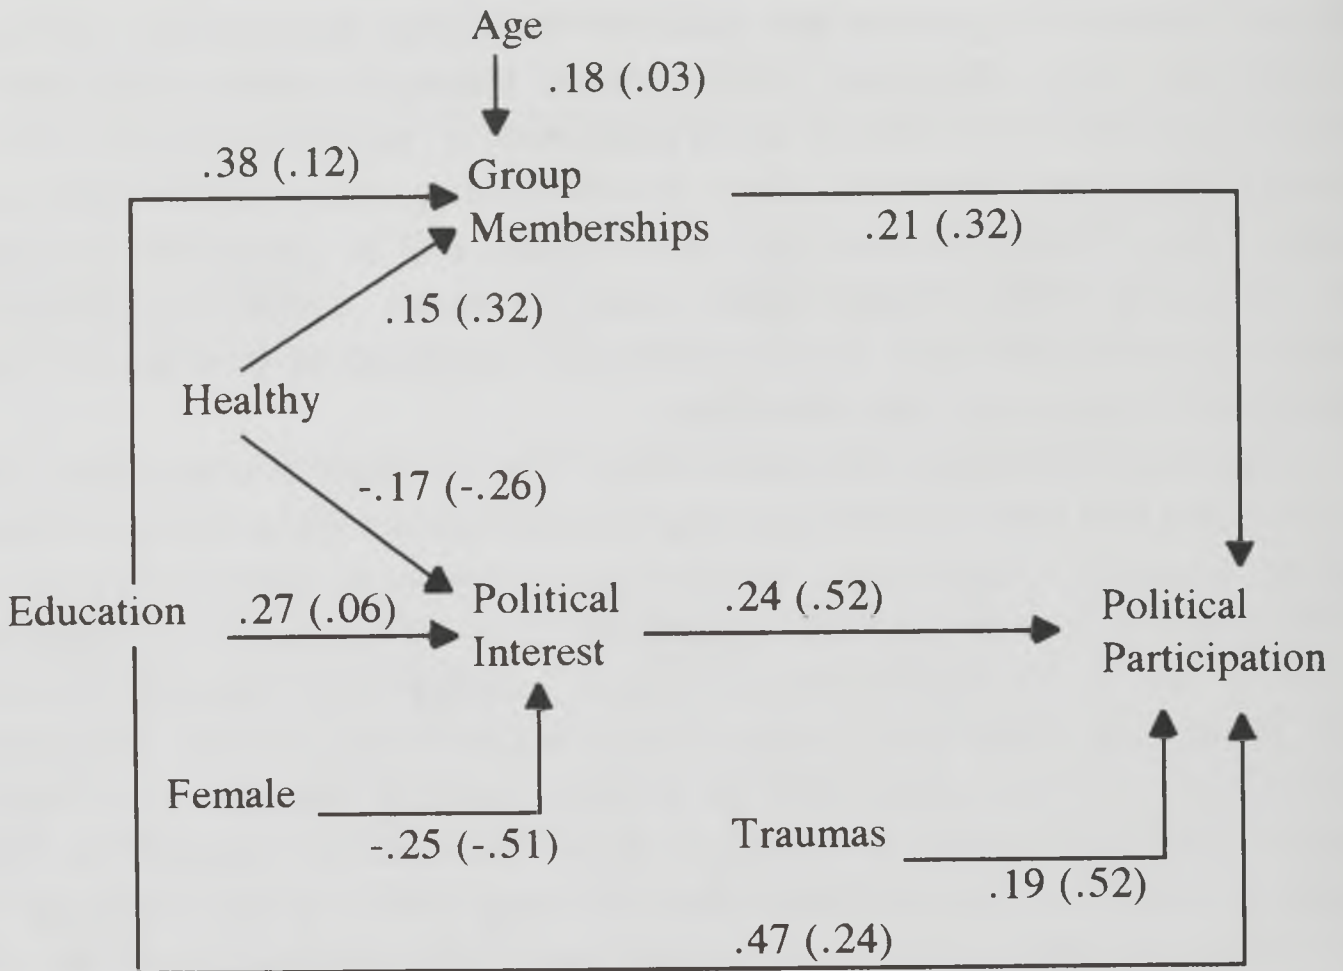 Age
.18 (.03)
.38 (.12)
Group
Memberships
.21 (.32)
.15 (.32)
Healthy
-.17 (-.26)
Education
.27 (.06)
Political
Interest
.24 (.52)
Political
Participation
Female
-.25 (-.51)
Traumas
.19 (.52)
.47 (.24)